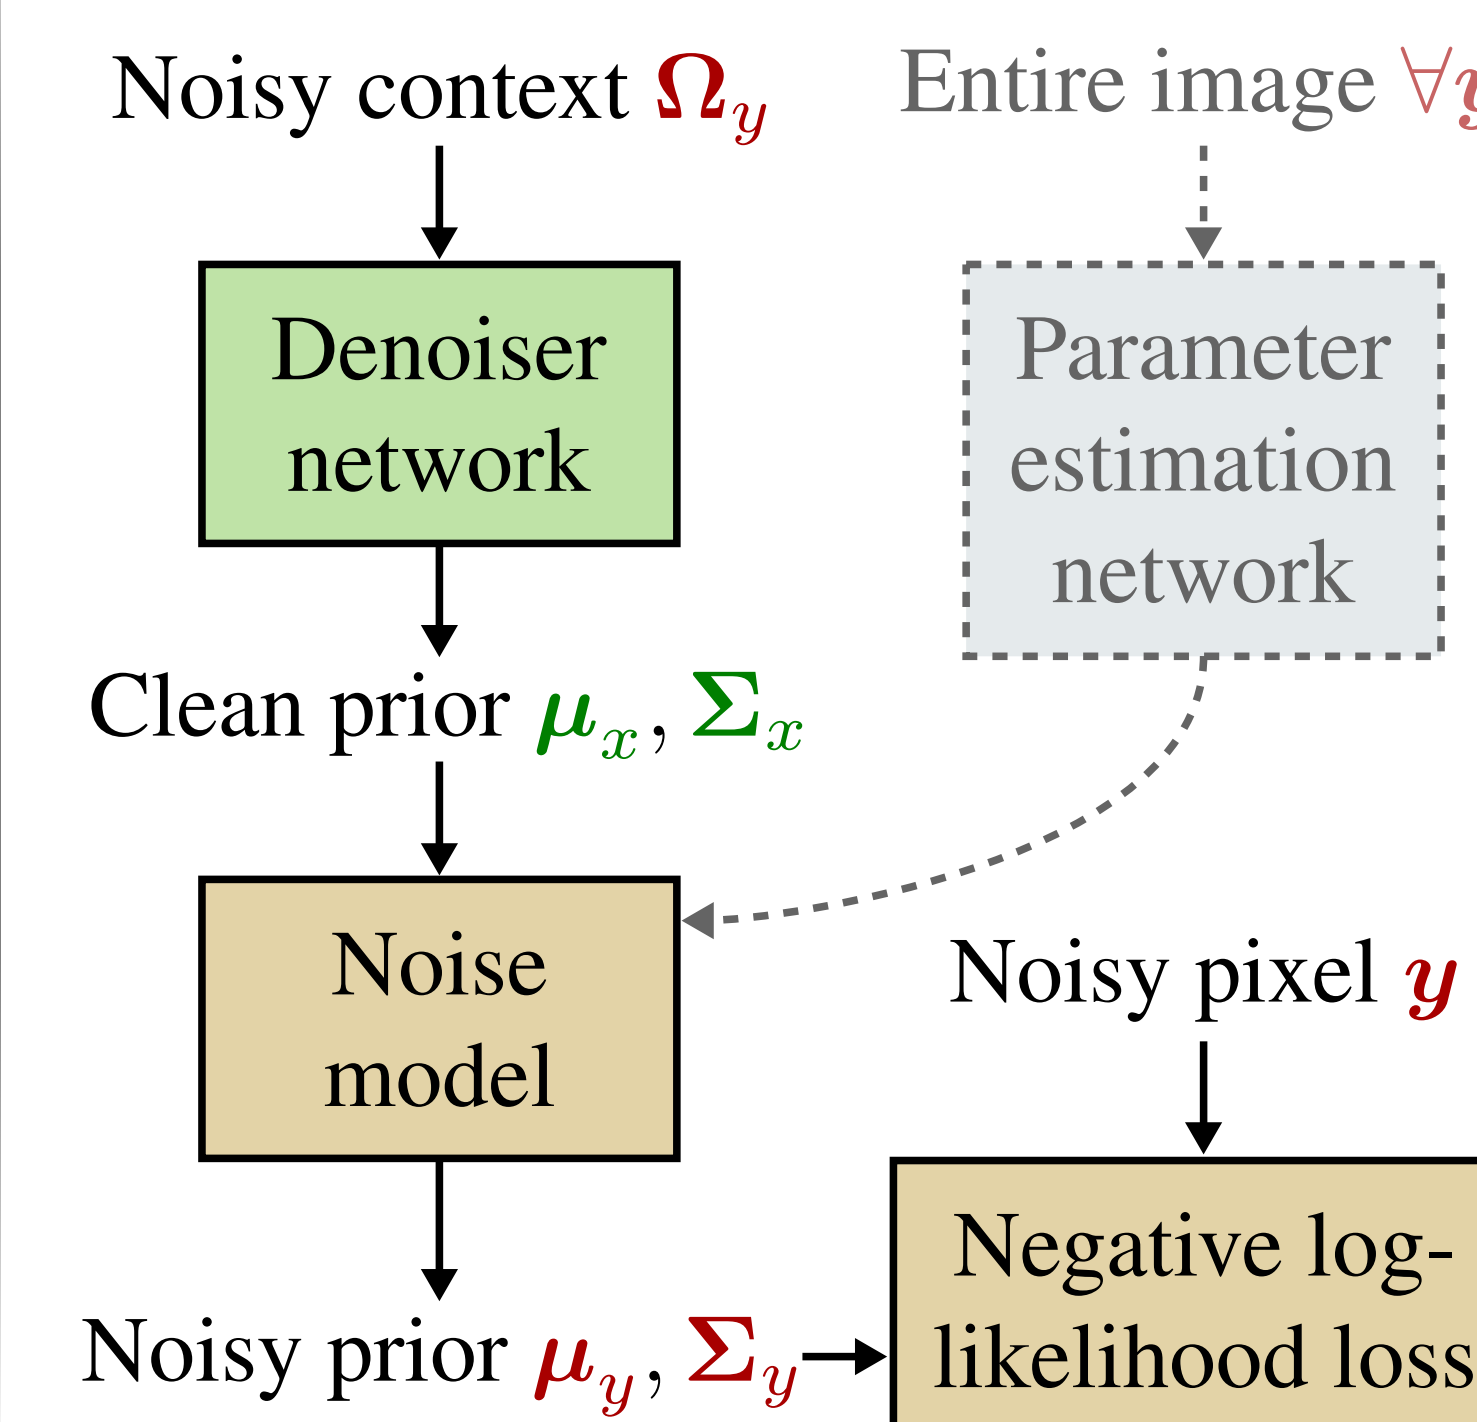 Noisy context Ω_y
Entire image ∀y
Denoiser
network
Parameter
estimation
network
Clean prior μ_x, Σ_x
Noise
model
Noisy pixel y
Noisy prior μ_y, Σ_y
Negative log-
likelihood loss